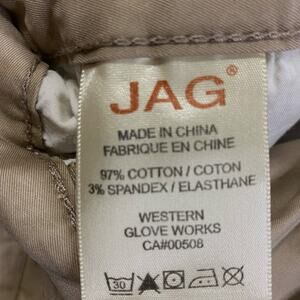 JAG®
MADE IN CHINA
FABRIQUE EN CHINE
97% COTTON / COTON
3% SPANDEX / ELASTHANE
WESTERN
GLOVE WORKS
CA#00508
30